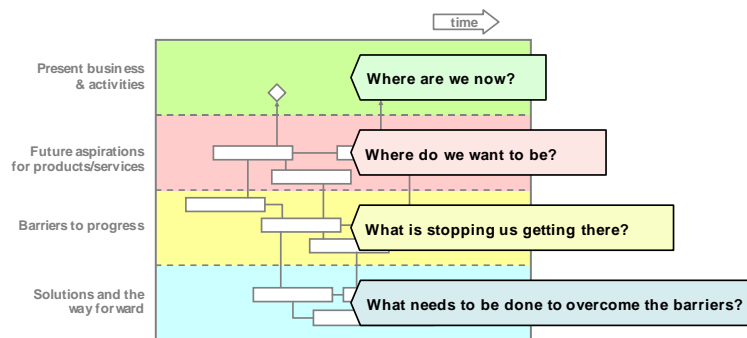 time
Present business
& activities
Where are we now?
Future aspirations
for products/services
Where do we want to be?
Barriers to progress
What is stopping us getting there?
Solutions and the
way forward
What needs to be done to overcome the barriers?